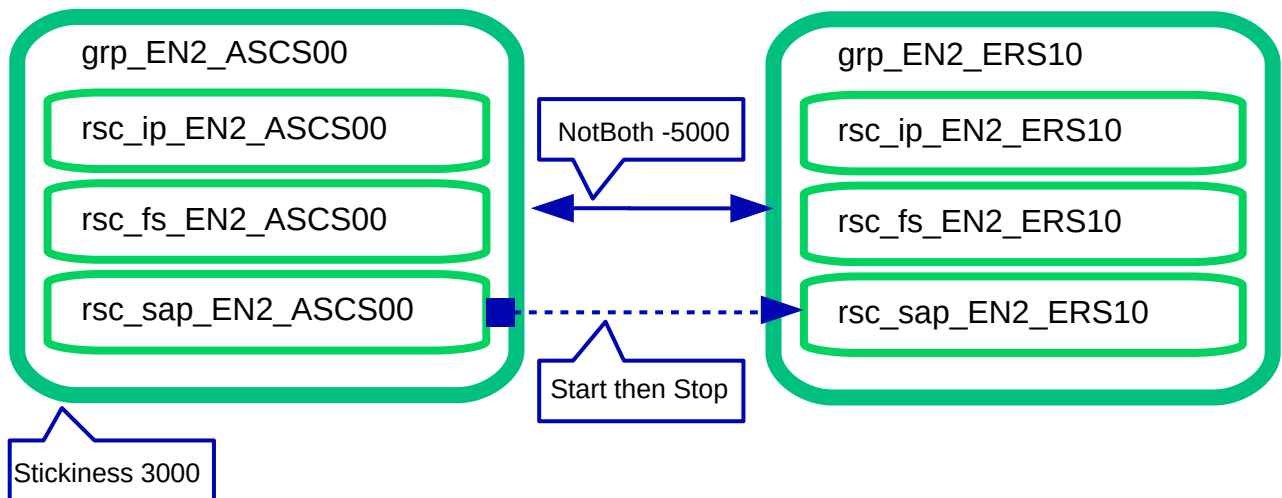 grp_EN2_ASCS00
rsc_ip_EN2_ASCS00
rsc_fs_EN2_ASCS00
rsc_sap_EN2_ASCS00
Stickiness 3000
NotBoth -5000
Start then Stop
grp_EN2_ERS10
rsc_ip_EN2_ERS10
rsc_fs_EN2_ERS10
rsc_sap_EN2_ERS10